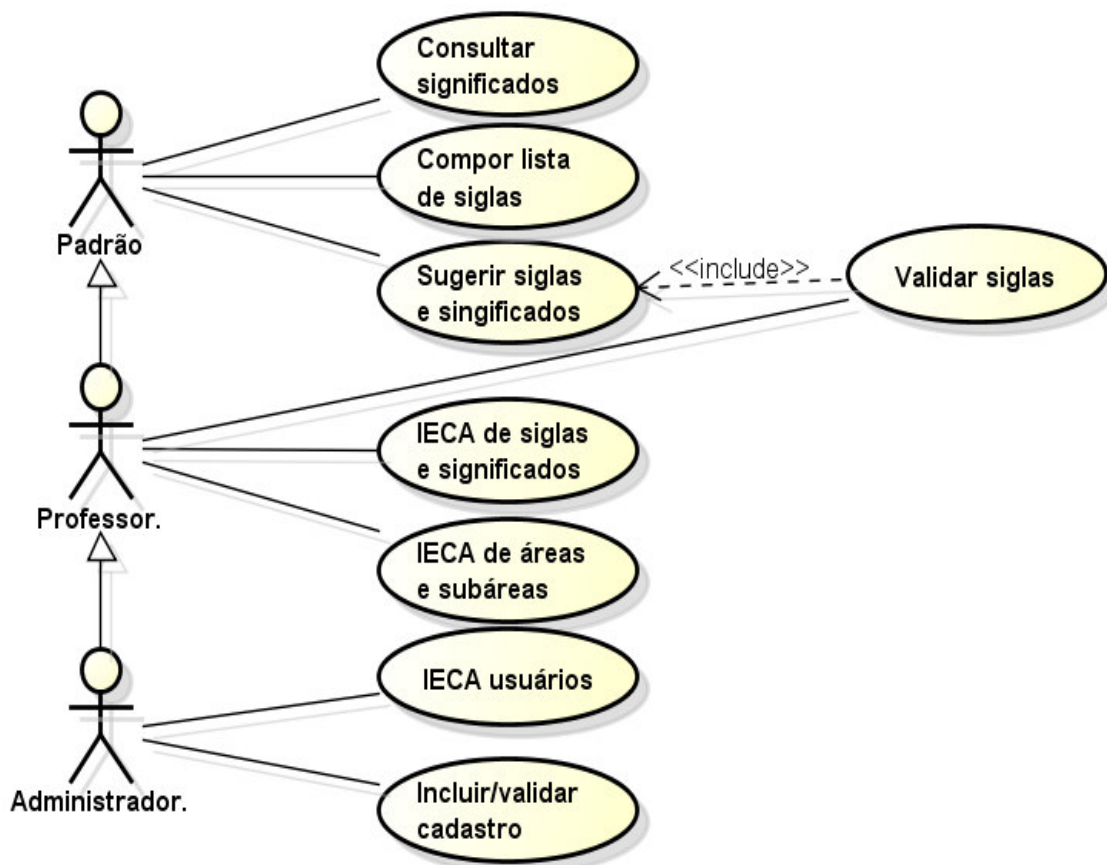 Consultar
significados
Compor lista
de siglas
Padrão
Sugerir siglas
e singificados
<<include>>
Validar siglas
IECA de siglas
e significados
Professor.
IECA de áreas
e subáreas
IECA usuários
Administrador.
Incluir/validar
cadastro